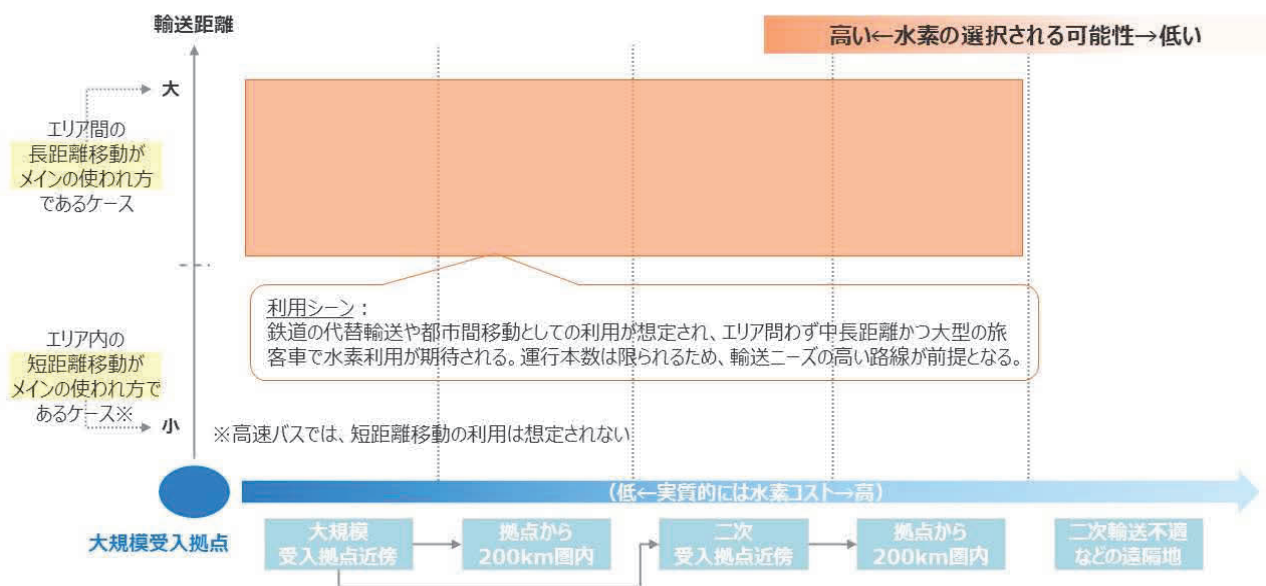 輸送距離
高い←水素の選択される可能性→低い
大
エリア間の
長距離移動が
メインの使われ方
であるケース
利用シーン：
鉄道の代替輸送や都市間移動としての利用が想定され、エリア問わず中長距離かつ大型の旅
客車で水素利用が期待される。運行本数は限られるため、輸送ニーズの高い路線が前提となる。
エリア内の
短距離移動が
メインの使われ方で
あるケース※
小
※高速バスでは、短距離移動の利用は想定されない
（低←実質的には水素コスト→高）
大規模受入拠点
大規模
受入拠点近傍
拠点から
200km圏内
二次
受入拠点近傍
拠点から
200km圏内
二次輸送不適
などの遠隔地